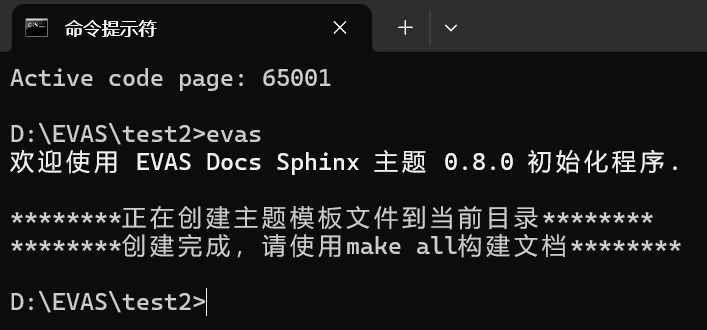 命令提示符
Active code page: 65001
D:\EVAS\test2>evas
欢迎使用 EVAS Docs Sphinx 主题 0.8.0 初始化程序.
********正在创建主题模板文件到当前目录********
********创建完成, 请使用make all构建文档********
D:\EVAS\test2>